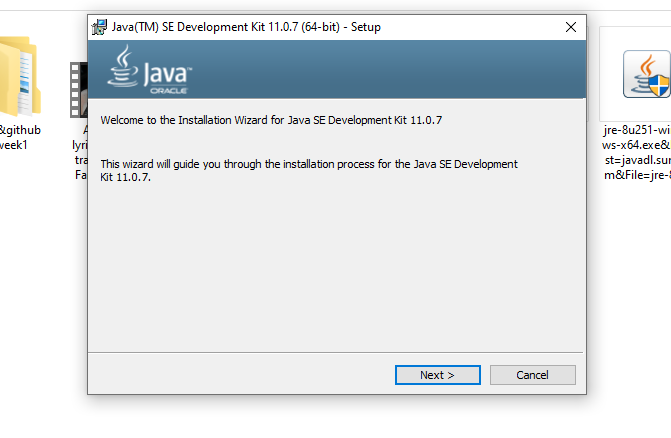 Java(TM) SE Development Kit 11.0.7 (64-bit) - Setup
Java™
ORACLE
Welcome to the Installation Wizard for Java SE Development Kit 11.0.7
This wizard will guide you through the installation process for the Java SE Development
Kit 11.0.7.
Next >
Cancel
&github
week1
A
lyri
tra
Fa
jre-8u251-wi
ws-x64.exe&
st=javadl.sur
m&File=jre-8